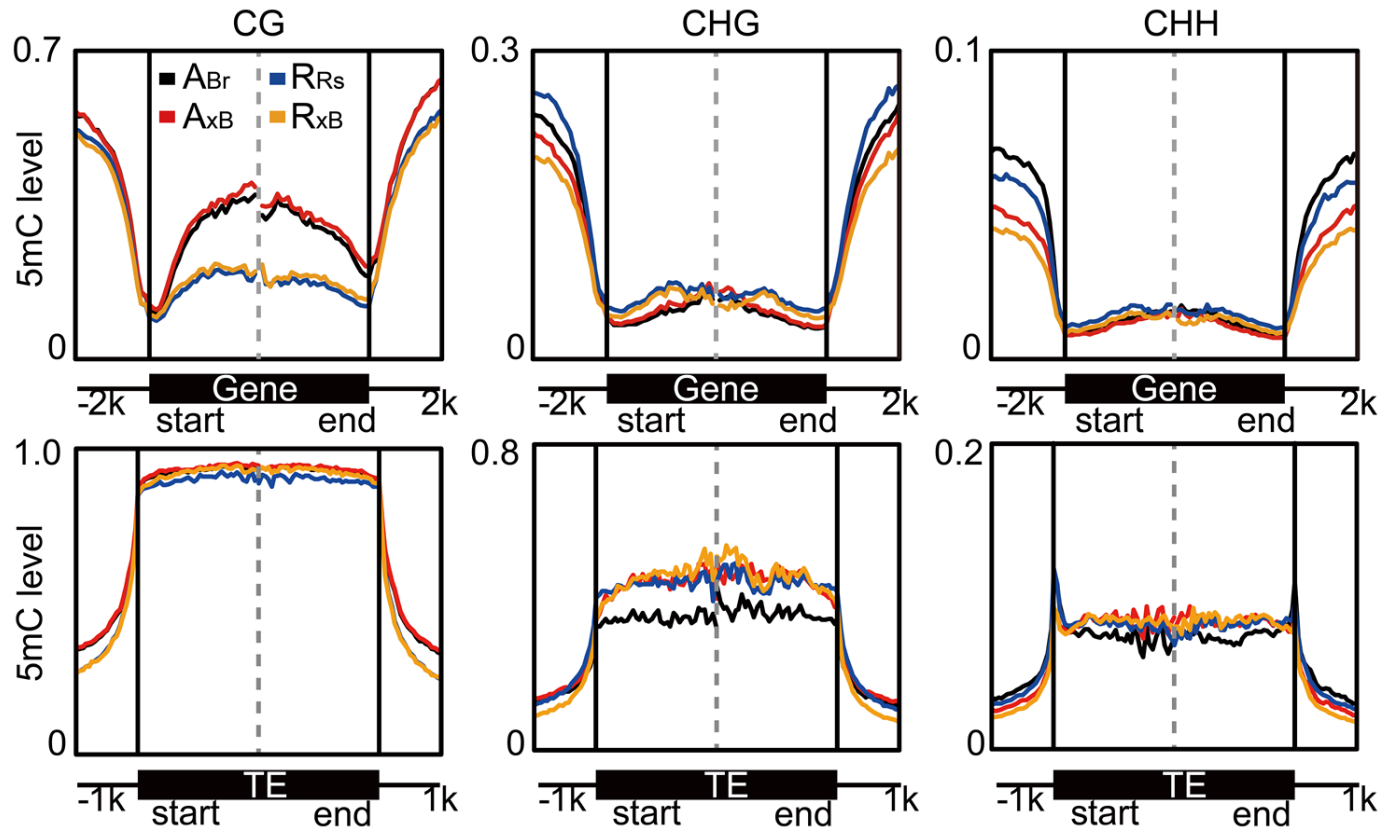 CG CHG CHH
0.7 0.3 0.1
ABr RRs
AxB RxB
5mC level
0 0 0
Gene Gene Gene
-2k 2k -2k 2k -2k 2k
start end start end start end
1.0 0.8 0.2
5mC level
0 0 0
TE TE TE
-1k 1k -1k 1k -1k 1k
start end start end start end